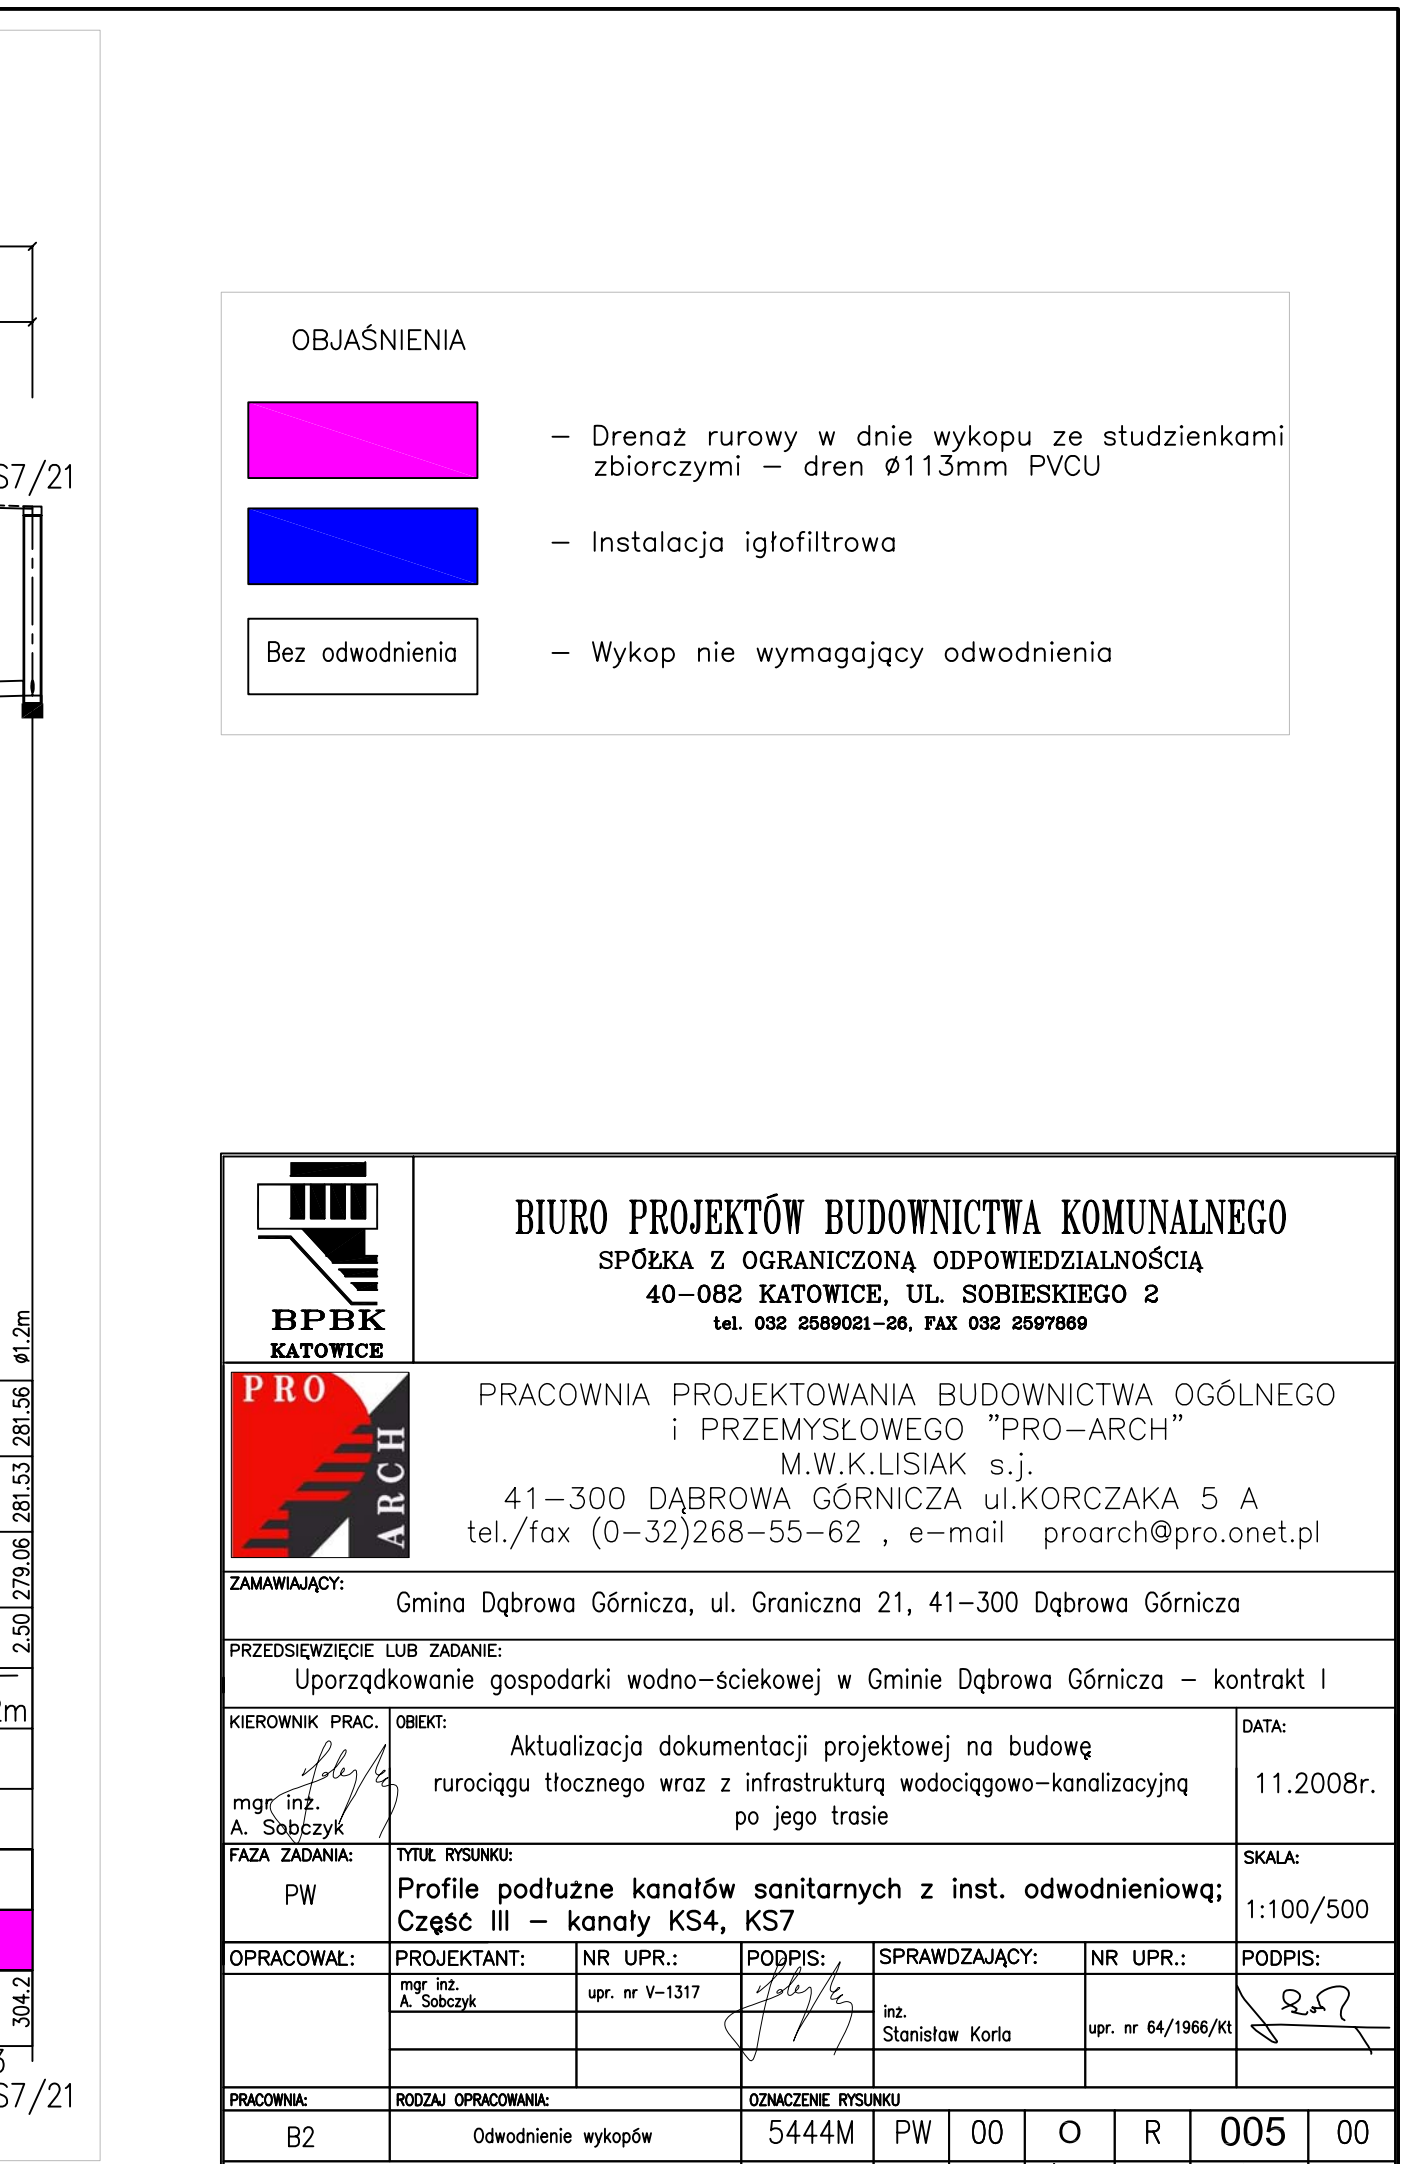 S7/21
ø1.2m
281.56
281.53
279.06
2.50
2m
304.2
S7/21
OBJAŚNIENIA
– Drenaż rurowy w dnie wykopu ze studzienkami
zbiorczymi – dren Ø113mm PVCU
– Instalacja igłofiltrowa
Bez odwodnienia – Wykop nie wymagający odwodnienia
BPBK
KATOWICE
BIURO PROJEKTÓW BUDOWNICTWA KOMUNALNEGO
SPÓŁKA Z OGRANICZONĄ ODPOWIEDZIALNOŚCIĄ
40-082 KATOWICE, UL. SOBIESKIEGO 2
tel. 032 2589021-26, FAX 032 2597869
PRO
ARCH
PRACOWNIA PROJEKTOWANIA BUDOWNICTWA OGÓLNEGO
i PRZEMYSŁOWEGO "PRO-ARCH"
M.W.K.LISIAK s.j.
41-300 DĄBROWA GÓRNICZA ul.KORCZAKA 5 A
tel./fax (0-32)268-55-62 , e-mail proarch@pro.onet.pl
ZAMAWIAJĄCY:
Gmina Dąbrowa Górnicza, ul. Graniczna 21, 41-300 Dąbrowa Górnicza
PRZEDSIĘWZIĘCIE LUB ZADANIE:
Uporządkowanie gospodarki wodno-ściekowej w Gminie Dąbrowa Górnicza – kontrakt I
KIEROWNIK PRAC.
mgr inż.
A. Sobczyk
OBIEKT:
Aktualizacja dokumentacji projektowej na budowę
rurociągu tłocznego wraz z infrastrukturą wodociągowo-kanalizacyjną
po jego trasie
DATA:
11.2008r.
FAZA ZADANIA:
PW
TYTUŁ RYSUNKU:
Profile podłużne kanałów sanitarnych z inst. odwodnieniową;
Część III – kanały KS4, KS7
SKALA:
1:100/500
OPRACOWAŁ: PROJEKTANT: NR UPR.: PODPIS: SPRAWDZAJĄCY: NR UPR.: PODPIS:
mgr inż.
A. Sobczyk
upr. nr V-1317
inż.
Stanisław Korla
upr. nr 64/1966/Kt
PRACOWNIA: RODZAJ OPRACOWANIA: OZNACZENIE RYSUNKU
B2 Odwodnienie wykopów 5444M PW 00 O R 005 00